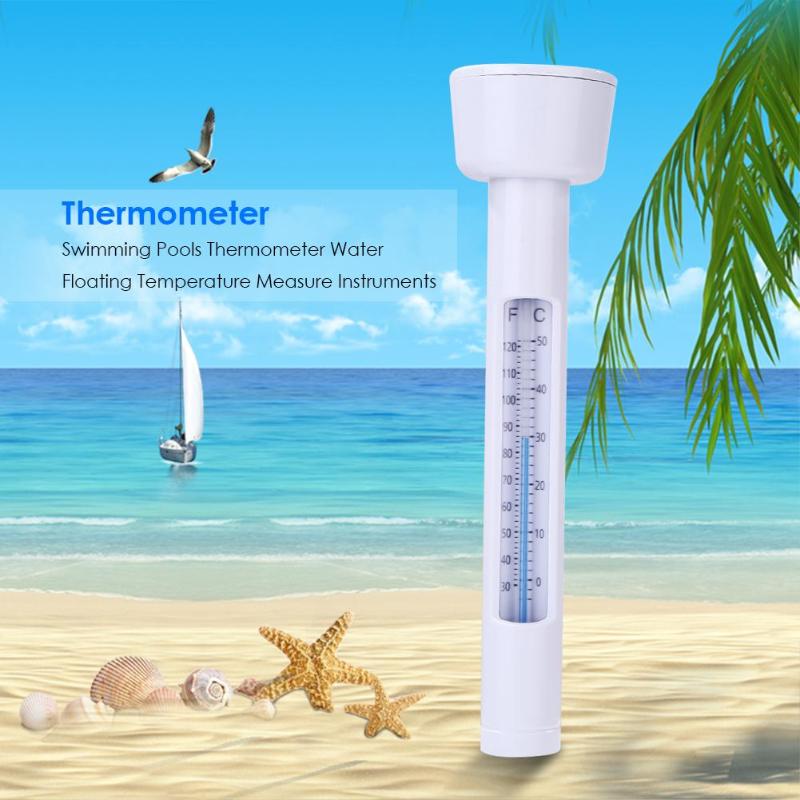 Thermometer
Swimming Pools Thermometer Water
Floating Temperature Measure Instruments
F C
120 50
110
100 40
90
80 30
70 20
60
50 10
40
30 0